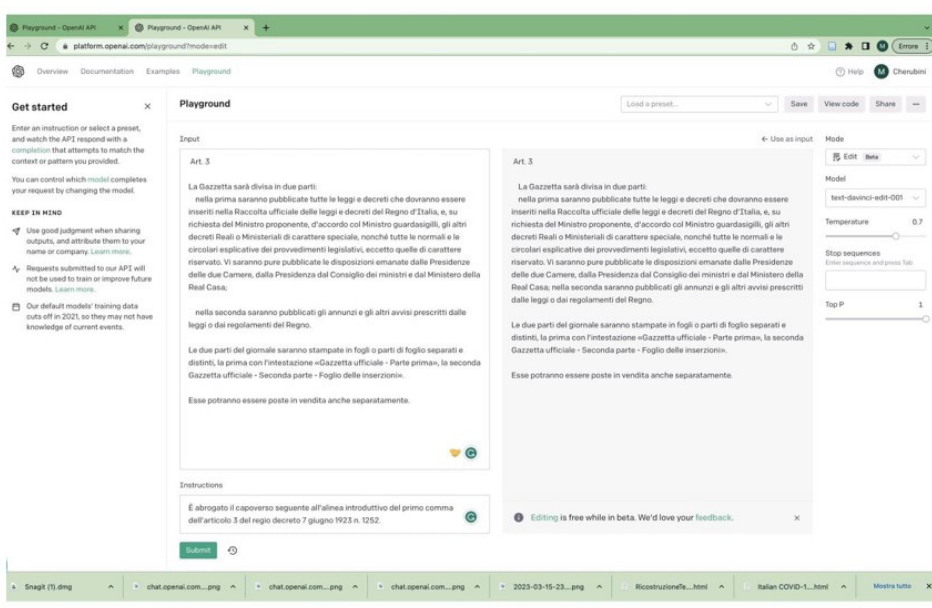 Playground - OpenAI API
Playground - OpenAI API
platform.openai.com/playground?mode=edit
M
Errore
Overview Documentation Examples Playground
Help
M Cherubini
Get started
Enter an instruction or select a preset,
and watch the API respond with a
completion that attempts to match the
context or pattern you provided.
You can control which model completes
your request by changing the model.
KEEP IN MIND
Use good judgment when sharing
outputs, and attribute them to your
name or company. Learn more.
Requests submitted to our API will
not be used to train or improve future
models. Learn more.
Our default models' training data
cuts off in 2021, so they may not have
knowledge of current events.
Playground
Load a preset...
Save
View code
Share
...
Input
Art. 3
La Gazzetta sarà divisa in due parti:
nella prima saranno pubblicate tutte le leggi e decreti che dovranno essere
inseriti nella Raccolta ufficiale delle leggi e decreti del Regno d'Italia, e, su
richiesta del Ministro proponente, d'accordo col Ministro guardasigilli, gli altri
decreti Reali o Ministeriali di carattere speciale, nonché tutte le normali e le
circolari esplicative dei provvedimenti legislativi, eccetto quelle di carattere
riservato. Vi saranno pure pubblicate le disposizioni emanate dalle Presidenze
delle due Camere, dalla Presidenza dal Consiglio dei ministri e dal Ministero della
Real Casa;
nella seconda saranno pubblicati gli annunzi e gli altri avvisi prescritti dalle
leggi o dai regolamenti del Regno.
Le due parti del giornale saranno stampate in fogli o parti di foglio separati e
distinti, la prima con l'intestazione «Gazzetta ufficiale - Parte prima», la seconda
Gazzetta ufficiale - Seconda parte - Foglio delle inserzioni».
Esse potranno essere poste in vendita anche separatamente.
Instructions
È abrogato il capoverso seguente all'alinea introduttivo del primo comma
dell'articolo 3 del regio decreto 7 giugno 1923 n. 1252.
Submit
← Use as input
Art. 3
La Gazzetta sarà divisa in due parti:
nella prima saranno pubblicate tutte le leggi e decreti che dovranno essere
inseriti nella Raccolta ufficiale delle leggi e decreti del Regno d'Italia, e, su
richiesta del Ministro proponente, d'accordo col Ministro guardasigilli, gli altri
decreti Reali o Ministeriali di carattere speciale, nonché tutte le normali e le
circolari esplicative dei provvedimenti legislativi, eccetto quelle di carattere
riservato. Vi saranno pure pubblicate le disposizioni emanate dalle Presidenze
delle due Camere, dalla Presidenza dal Consiglio dei ministri e dal Ministero della
Real Casa; nella seconda saranno pubblicati gli annunzi e gli altri avvisi prescritti
dalle leggi o dai regolamenti del Regno.
Le due parti del giornale saranno stampate in fogli o parti di foglio separati e
distinti, la prima con l'intestazione «Gazzetta ufficiale - Parte prima», la seconda
Gazzetta ufficiale - Seconda parte - Foglio delle inserzioni».
Esse potranno essere poste in vendita anche separatamente.
Editing is free while in beta. We'd love your feedback.
Mode
Edit Beta
Model
text-davinci-edit-001
Temperature 0.7
Stop sequences
Enter sequence and press Tab
Top P 1
Snagit (1).dmg
chat.openai.com....png
chat.openai.com....png
chat.openai.com....png
2023-03-15-23....png
RicostruzioneTe....html
Italian COVID-1....html
Mostra tutto